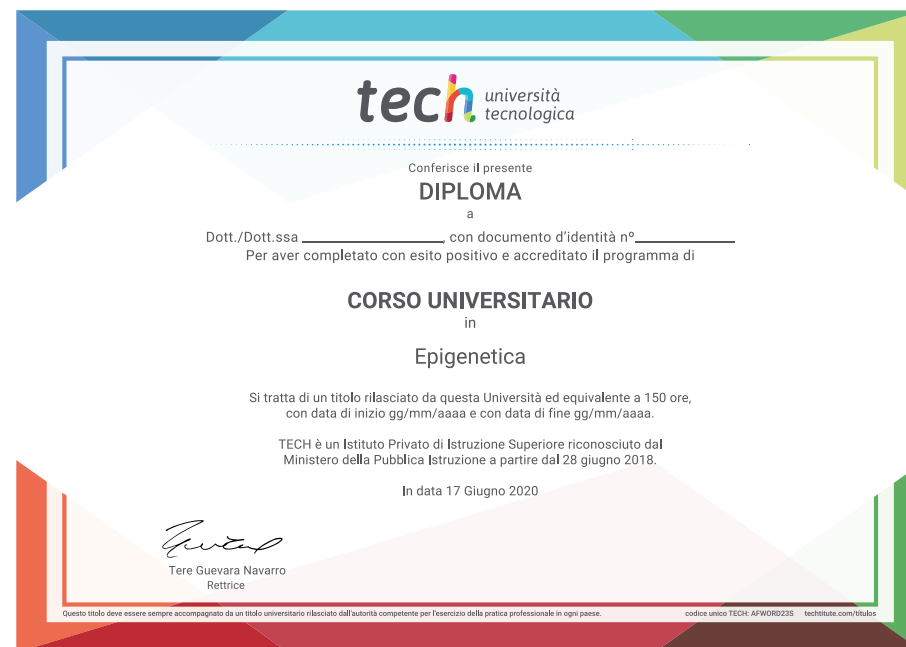 tech università
tecnologica
Conferisce il presente
DIPLOMA
a
Dott./Dott.ssa ____________________, con documento d'identità nº______________
Per aver completato con esito positivo e accreditato il programma di
CORSO UNIVERSITARIO
in
Epigenetica
Si tratta di un titolo rilasciato da questa Università ed equivalente a 150 ore,
con data di inizio gg/mm/aaaa e con data di fine gg/mm/aaaa.
TECH è un Istituto Privato di Istruzione Superiore riconosciuto dal
Ministero della Pubblica Istruzione a partire dal 28 giugno 2018.
In data 17 Giugno 2020
Tere Guevara Navarro
Rettrice
Questo titolo deve essere sempre accompagnato da un titolo universitario rilasciato dall'autorità competente per l'esercizio della pratica professionale in ogni paese. codice unico TECH: AFWORD23S techtitute.com/títulos